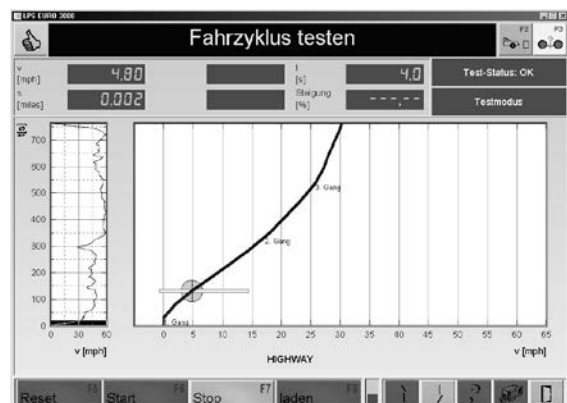 LPS EURO 3000
Fahrzyklus testen
F2
F3
v
[mph]
4,80
t
[s]
4,0
Test-Status: OK
s
[miles]
0,002
Steigung
[%]
----,--
Testmodus
t[s]
700
600
500
400
300
200
100
0
0 30 60
v [mph]
3. Gang
2. Gang
Gang
0 5 10 15 20 25 30 35 40 45 50 55 60 65
HIGHWAY
v [mph]
Reset F5
Start F6
Stop F7
laden F8